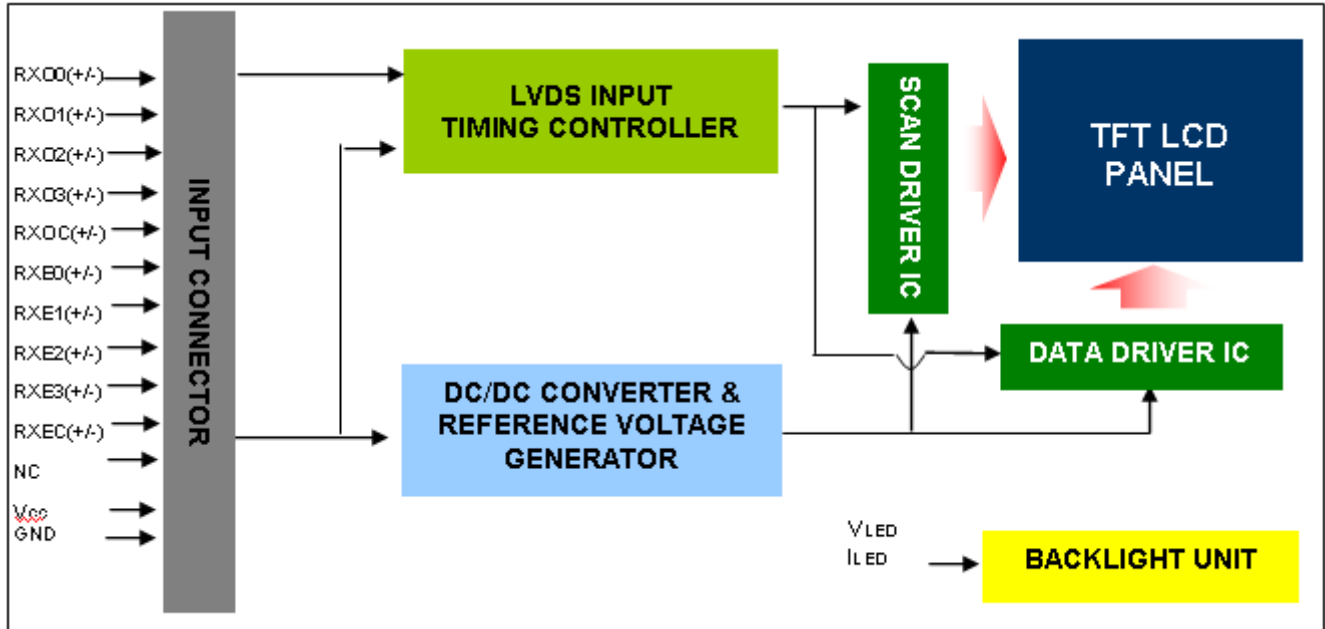 RXO0(+/-)
RXO1(+/-)
RXO2(+/-)
RXO3(+/-)
RXOC(+/-)
RXE0(+/-)
RXE1(+/-)
RXE2(+/-)
RXE3(+/-)
RXEC(+/-)
NC
Vcc
GND
INPUT CONNECTOR
LVDS INPUT
TIMING CONTROLLER
DC/DC CONVERTER &
REFERENCE VOLTAGE
GENERATOR
SCAN DRIVER IC
TFT LCD
PANEL
DATA DRIVER IC
VLED
ILED
BACKLIGHT UNIT